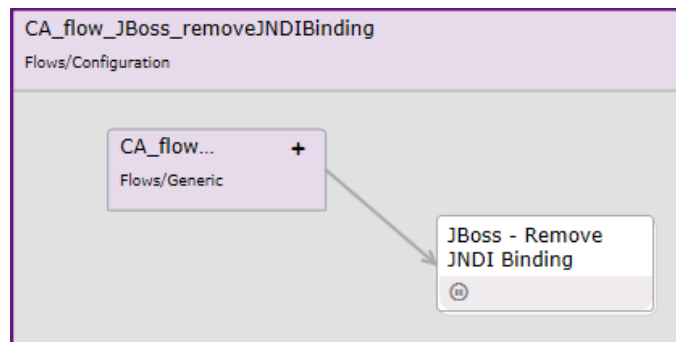 CA_flow_JBoss_removeJNDIBinding
Flows/Configuration
CA_flow...
+
Flows/Generic
JBoss - Remove
JNDI Binding